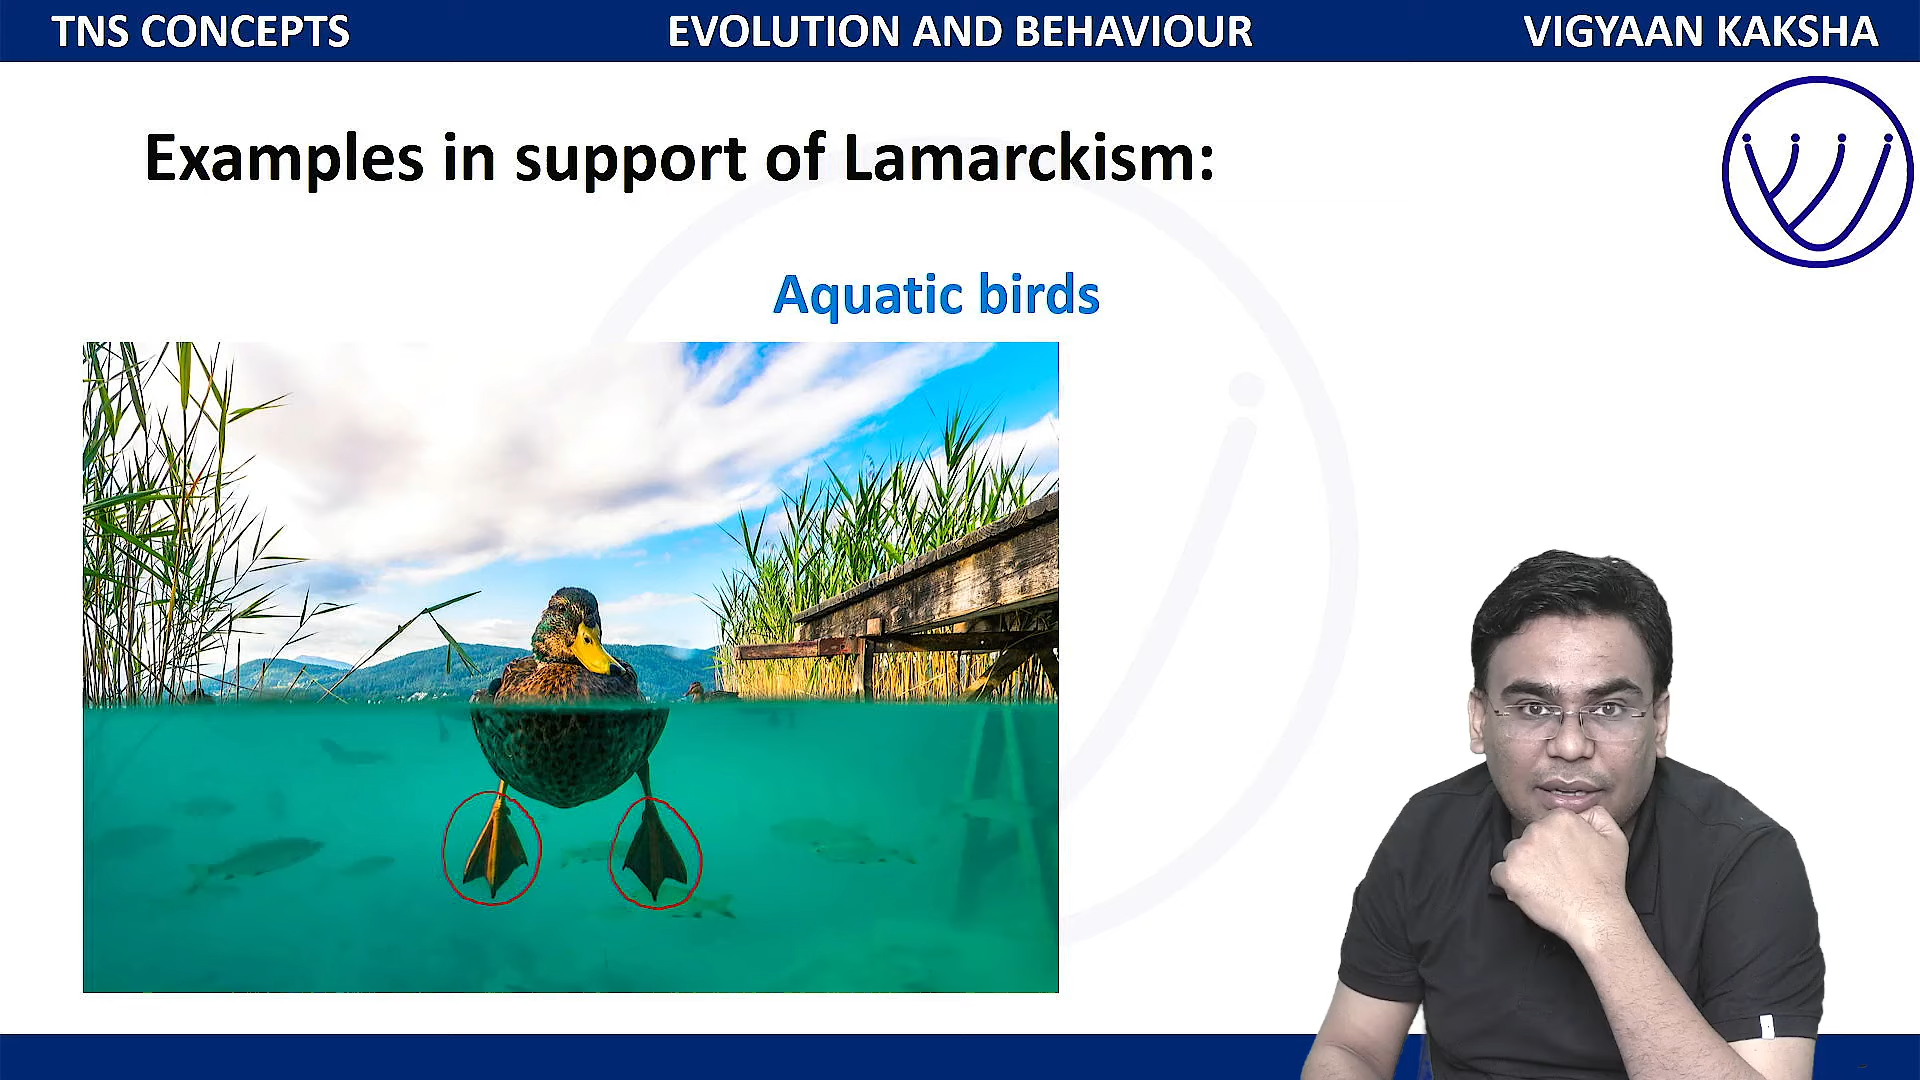 TNS CONCEPTS
EVOLUTION AND BEHAVIOUR
VIGYAAN KAKSHA
Examples in support of Lamarckism:
Aquatic birds